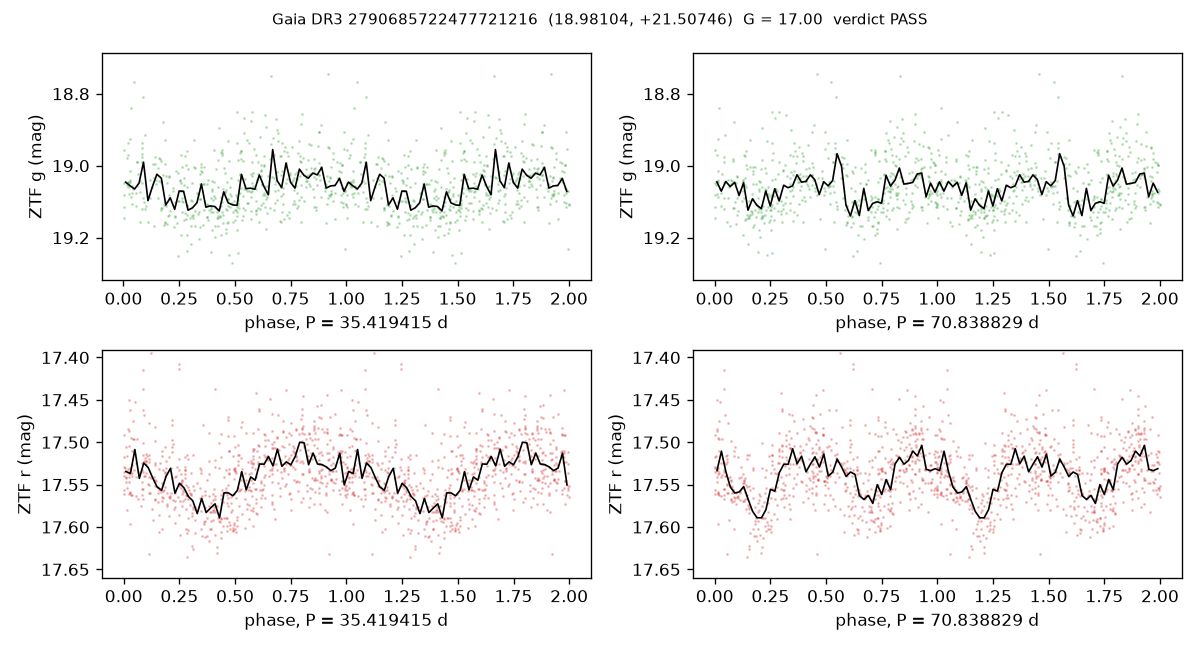 Gaia DR3 2790685722477721216  (18.98104, +21.50746)  G = 17.00  verdict PASS
ZTF g (mag)
18.8
19.0
19.2
0.00 0.25 0.50 0.75 1.00 1.25 1.50 1.75 2.00
phase, P = 35.419415 d
ZTF g (mag)
18.8
19.0
19.2
0.00 0.25 0.50 0.75 1.00 1.25 1.50 1.75 2.00
phase, P = 70.838829 d
ZTF r (mag)
17.40
17.45
17.50
17.55
17.60
17.65
0.00 0.25 0.50 0.75 1.00 1.25 1.50 1.75 2.00
phase, P = 35.419415 d
ZTF r (mag)
17.40
17.45
17.50
17.55
17.60
17.65
0.00 0.25 0.50 0.75 1.00 1.25 1.50 1.75 2.00
phase, P = 70.838829 d